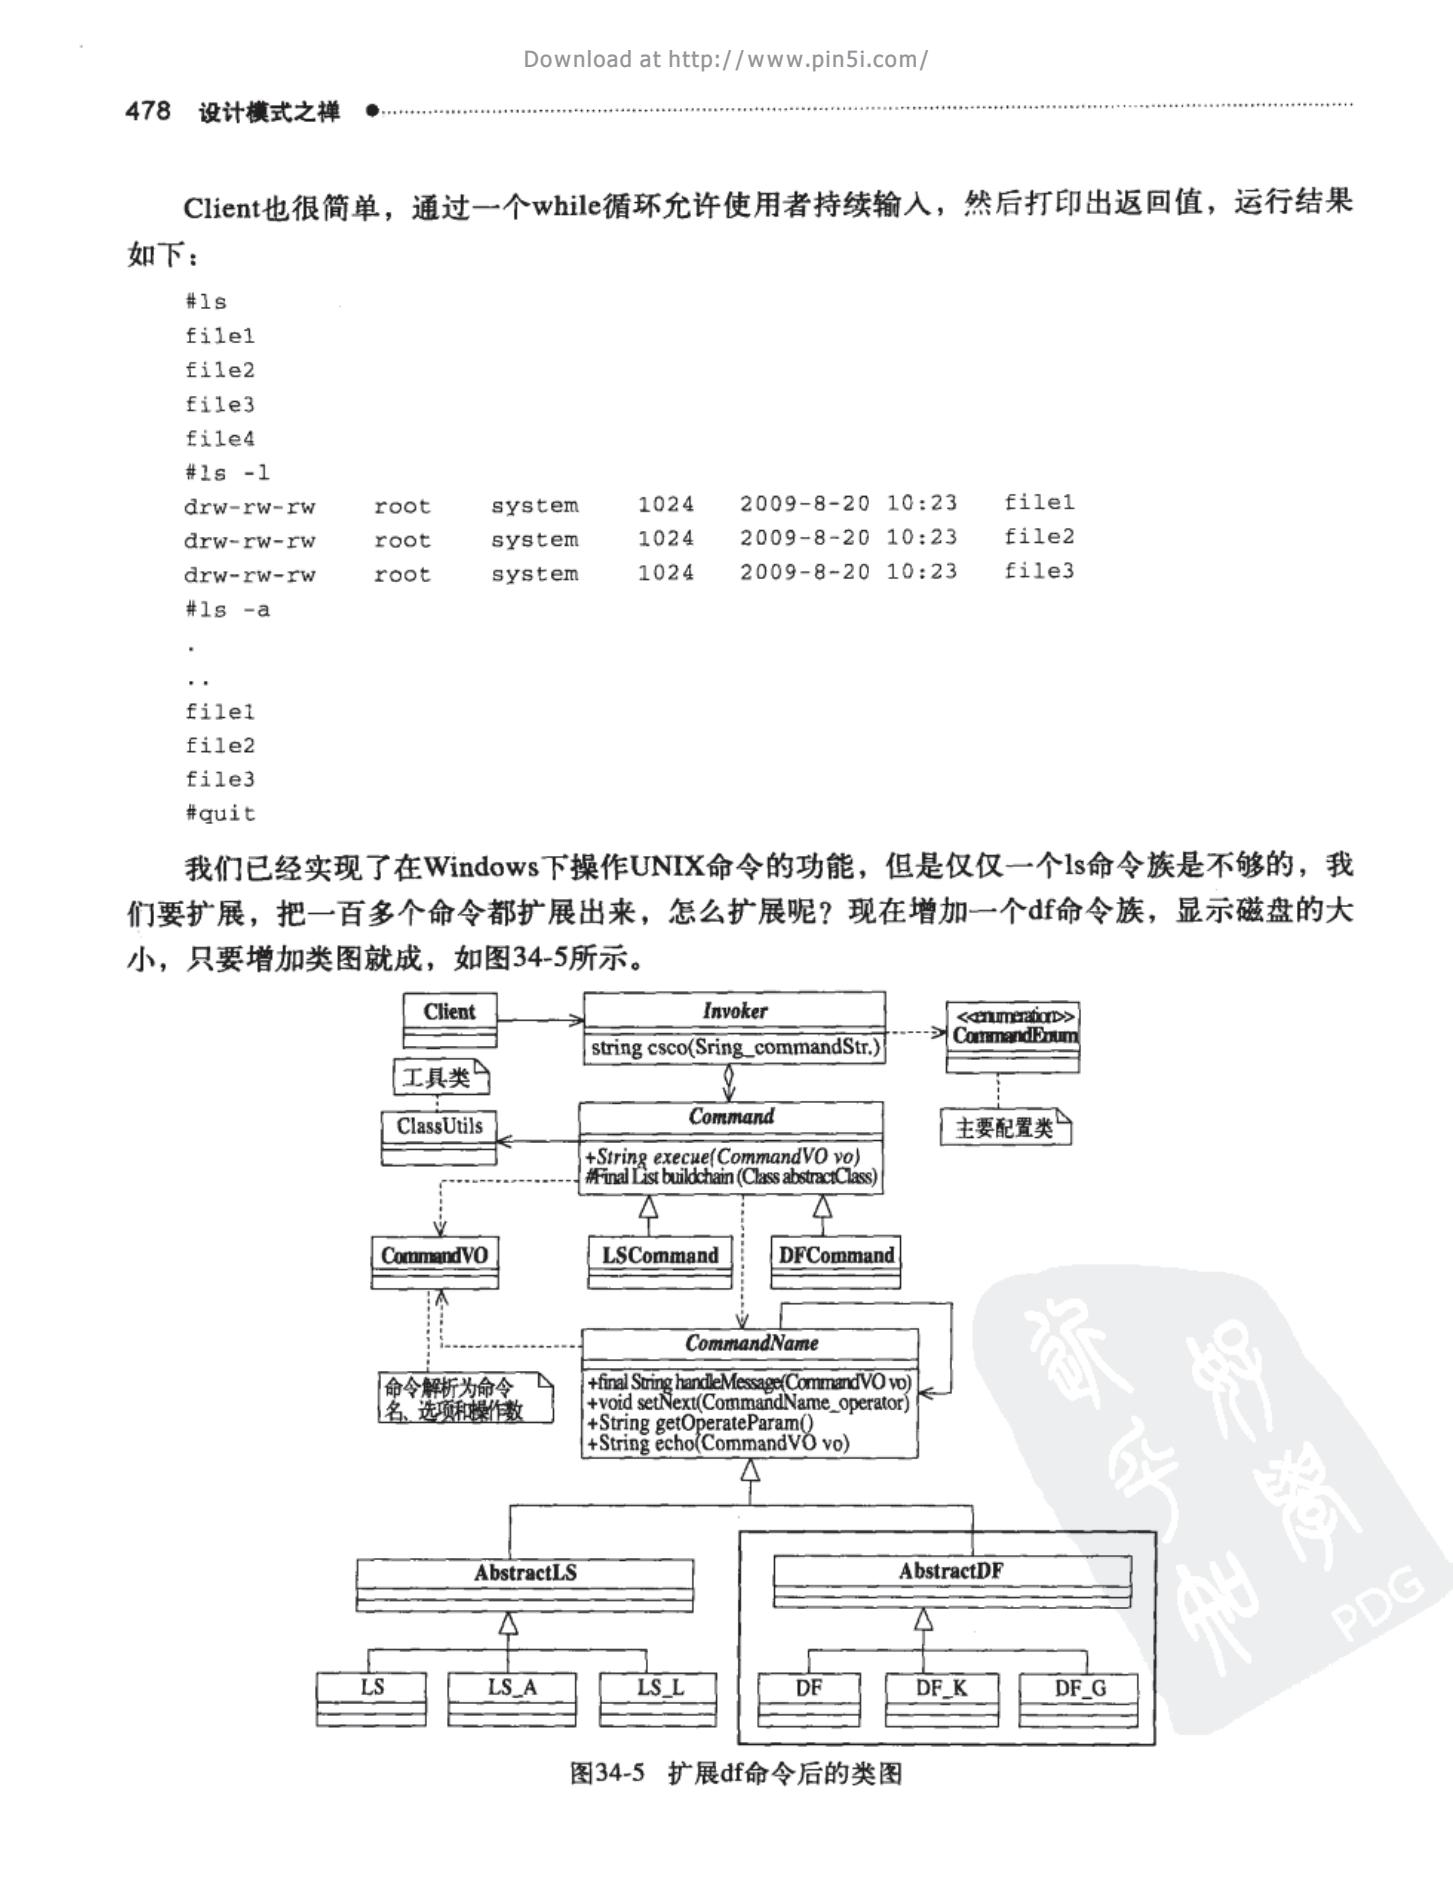 Download at http://www.pin5i.com/
478 设计模式之禅
Client也很简单，通过一个while循环允许使用者持续输入，然后打印出返回值，运行结果
如下：
#ls
file1
file2
file3
file4
#ls -l
drw-rw-rw root system 1024 2009-8-20 10:23 file1
drw-rw-rw root system 1024 2009-8-20 10:23 file2
drw-rw-rw root system 1024 2009-8-20 10:23 file3
#ls -a
.
..
file1
file2
file3
#quit
我们已经实现了在Windows下操作UNIX命令的功能，但是仅仅一个ls命令族是不够的，我
们要扩展，把一百多个命令都扩展出来，怎么扩展呢？现在增加一个df命令族，显示磁盘的大
小，只要增加类图就成，如图34-5所示。
Client
Invoker
string csco(Sring_commandStr.)
<<enumeration>>
CommandEnum
工具类
ClassUtils
Command
+String execue(CommandVO vo)
#Final List buildchain (Class abstractClass)
主要配置类
CommandVO
LSCommand
DFCommand
CommandName
+final String handleMessage(CommandVO vo)
+void setNext(CommandName_operator)
+String getOperateParam()
+String echo(CommandVO vo)
命令解析为命令
名、选项和操作数
AbstractLS
AbstractDF
LS
LS_A
LS_L
DF
DF_K
DF_G
图34-5 扩展df命令后的类图
PDG